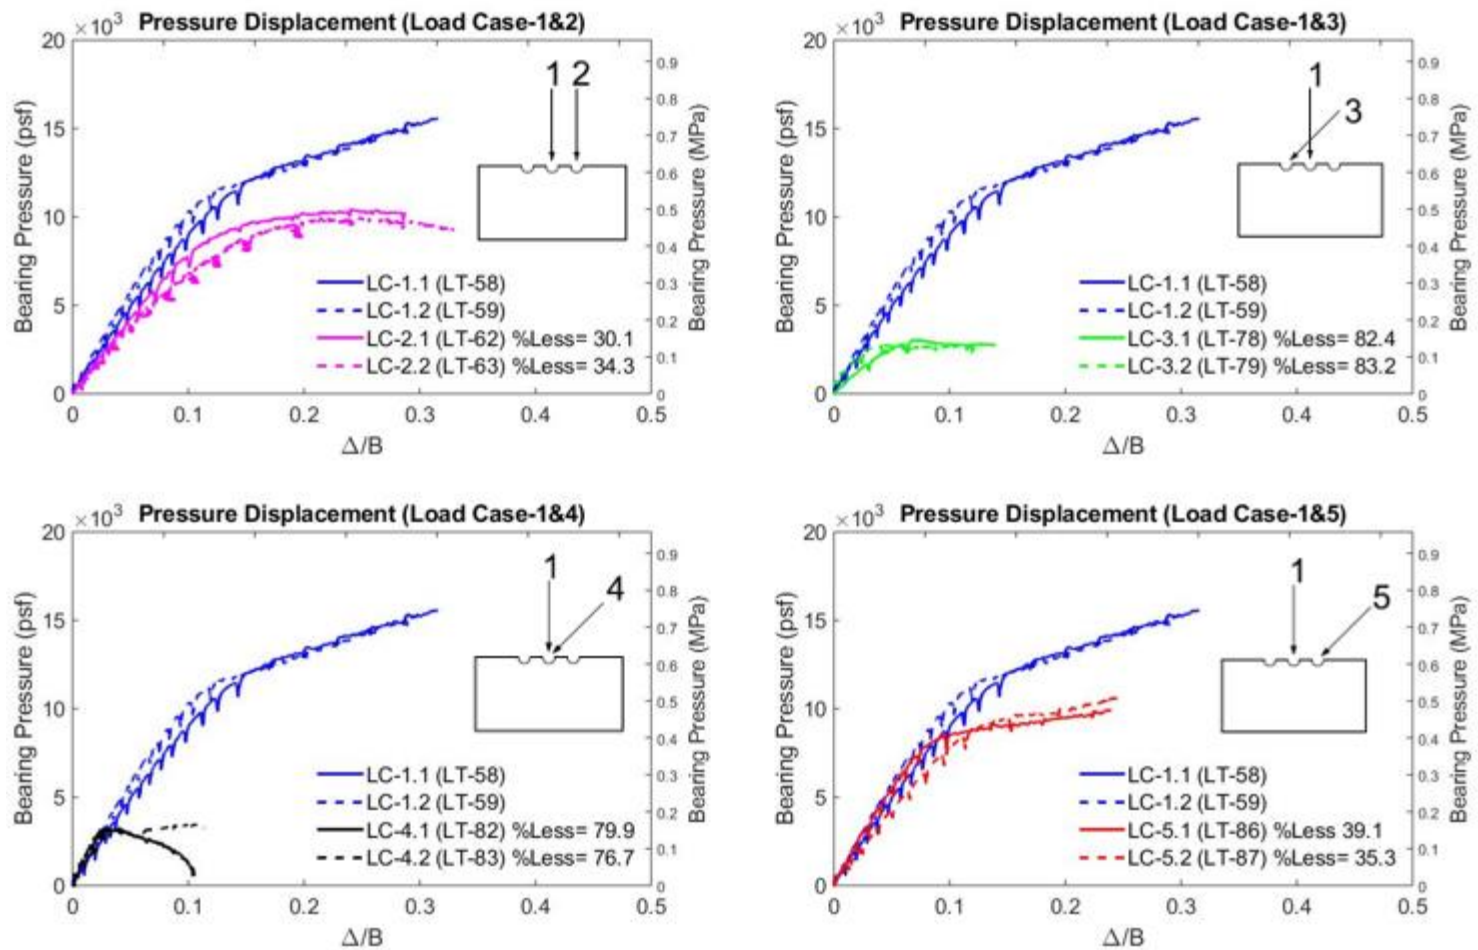 Pressure Displacement (Load Case-1&2)
×10³
20
15
10
5
0
0 0.1 0.2 0.3 0.4 0.5
Δ/B
Bearing Pressure (psf)
Bearing Pressure (MPa)
0.9
0.8
0.7
0.6
0.5
0.4
0.3
0.2
0.1
0
1 2
LC-1.1 (LT-58)
LC-1.2 (LT-59)
LC-2.1 (LT-62) %Less= 30.1
LC-2.2 (LT-63) %Less= 34.3
Pressure Displacement (Load Case-1&3)
×10³
20
15
10
5
0
0 0.1 0.2 0.3 0.4 0.5
Δ/B
Bearing Pressure (psf)
Bearing Pressure (MPa)
0.9
0.8
0.7
0.6
0.5
0.4
0.3
0.2
0.1
0
1
3
LC-1.1 (LT-58)
LC-1.2 (LT-59)
LC-3.1 (LT-78) %Less= 82.4
LC-3.2 (LT-79) %Less= 83.2
Pressure Displacement (Load Case-1&4)
×10³
20
15
10
5
0
0 0.1 0.2 0.3 0.4 0.5
Δ/B
Bearing Pressure (psf)
Bearing Pressure (MPa)
0.9
0.8
0.7
0.6
0.5
0.4
0.3
0.2
0.1
0
1
4
LC-1.1 (LT-58)
LC-1.2 (LT-59)
LC-4.1 (LT-82) %Less= 79.9
LC-4.2 (LT-83) %Less= 76.7
Pressure Displacement (Load Case-1&5)
×10³
20
15
10
5
0
0 0.1 0.2 0.3 0.4 0.5
Δ/B
Bearing Pressure (psf)
Bearing Pressure (MPa)
0.9
0.8
0.7
0.6
0.5
0.4
0.3
0.2
0.1
0
1
5
LC-1.1 (LT-58)
LC-1.2 (LT-59)
LC-5.1 (LT-86) %Less 39.1
LC-5.2 (LT-87) %Less= 35.3